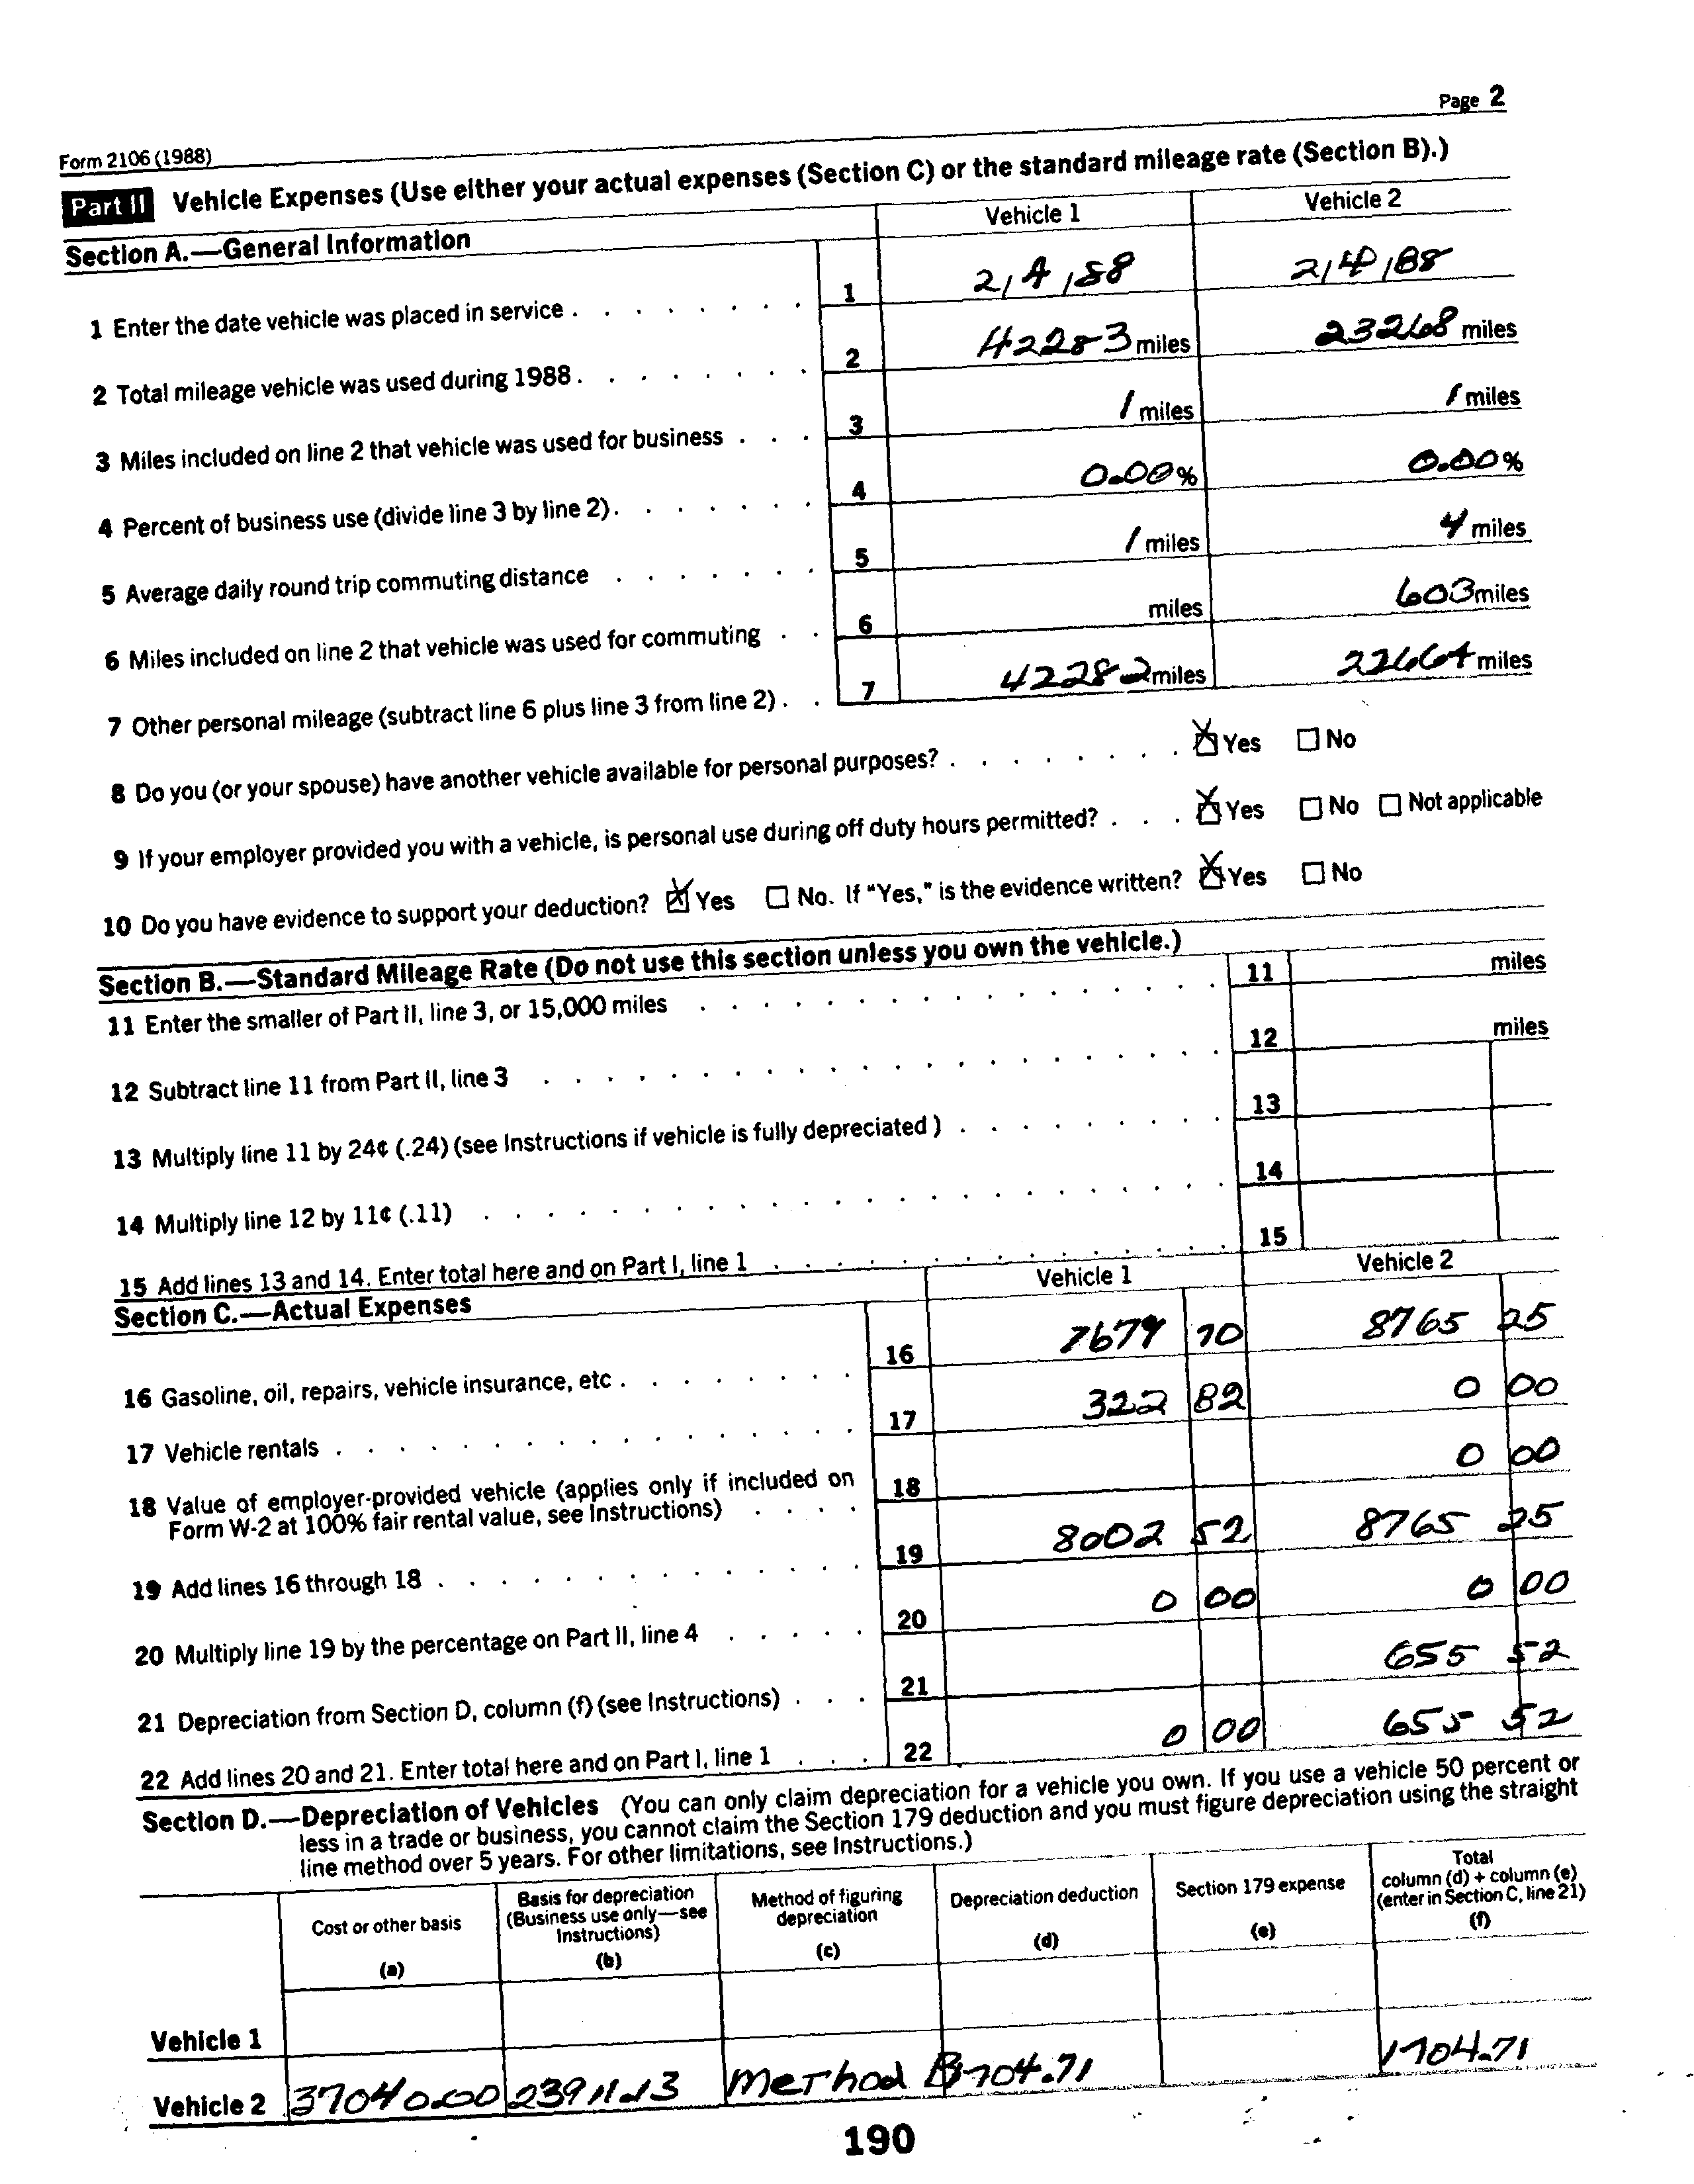 Page 2
Form 2106 (1988)
Part II Vehicle Expenses (Use either your actual expenses (Section C) or the standard mileage rate (Section B).)
Section A.—General Information Vehicle 1 Vehicle 2
1 Enter the date vehicle was placed in service . . . . . . . 1 2/4/88 2/4/88
2 Total mileage vehicle was used during 1988 . . . . . . . 2 42283 miles 23268 miles
3 Miles included on line 2 that vehicle was used for business . . . 3 1 miles 1 miles
4 Percent of business use (divide line 3 by line 2) . . . . . . 4 0.00 % 0.00 %
5 Average daily round trip commuting distance . . . . . . . 5 1 miles 4 miles
6 Miles included on line 2 that vehicle was used for commuting . . 6 miles 603 miles
7 Other personal mileage (subtract line 6 plus line 3 from line 2) . . 7 42282 miles 22664 miles
8 Do you (or your spouse) have another vehicle available for personal purposes? . . . . . . . . X Yes No
9 If your employer provided you with a vehicle, is personal use during off duty hours permitted? . . . X Yes No Not applicable
10 Do you have evidence to support your deduction? X Yes No. If "Yes," is the evidence written? X Yes No
Section B.—Standard Mileage Rate (Do not use this section unless you own the vehicle.)
11 Enter the smaller of Part II, line 3, or 15,000 miles . . . . . . . . . . . . . . . . . 11 miles
12 Subtract line 11 from Part II, line 3 . . . . . . . . . . . . . . . . . . . . . . 12 miles
13 Multiply line 11 by 24¢ (.24) (see Instructions if vehicle is fully depreciated ) . . . . . . . . . 13
14 Multiply line 12 by 11¢ (.11) . . . . . . . . . . . . . . . . . . . . . . . . 14
15 Add lines 13 and 14. Enter total here and on Part I, line 1 . . . . . . . . . . . . . . . 15
Section C.—Actual Expenses Vehicle 1 Vehicle 2
16 Gasoline, oil, repairs, vehicle insurance, etc . . . . . . . . 16 7679 70 8765 25
17 Vehicle rentals . . . . . . . . . . . . . . . . . 17 322 82 0 00
18 Value of employer-provided vehicle (applies only if included on
Form W-2 at 100% fair rental value, see Instructions) . . . . 18 0 00
19 Add lines 16 through 18 . . . . . . . . . . . . . . 19 8002 52 8765 25
20 Multiply line 19 by the percentage on Part II, line 4 . . . . . 20 0 00 0 00
21 Depreciation from Section D, column (f) (see Instructions) . . . 21 655 52
22 Add lines 20 and 21. Enter total here and on Part I, line 1 . . . 22 0 00 655 52
Section D.—Depreciation of Vehicles (You can only claim depreciation for a vehicle you own. If you use a vehicle 50 percent or
less in a trade or business, you cannot claim the Section 179 deduction and you must figure depreciation using the straight
line method over 5 years. For other limitations, see Instructions.)
Cost or other basis (a) Basis for depreciation (Business use only—see Instructions) (b) Method of figuring depreciation (c) Depreciation deduction (d) Section 179 expense (e) Total column (d) + column (e) (enter in Section C, line 21) (f)
Vehicle 1
Vehicle 2 37040.00 23911.13 Method B 1704.71 1704.71
190